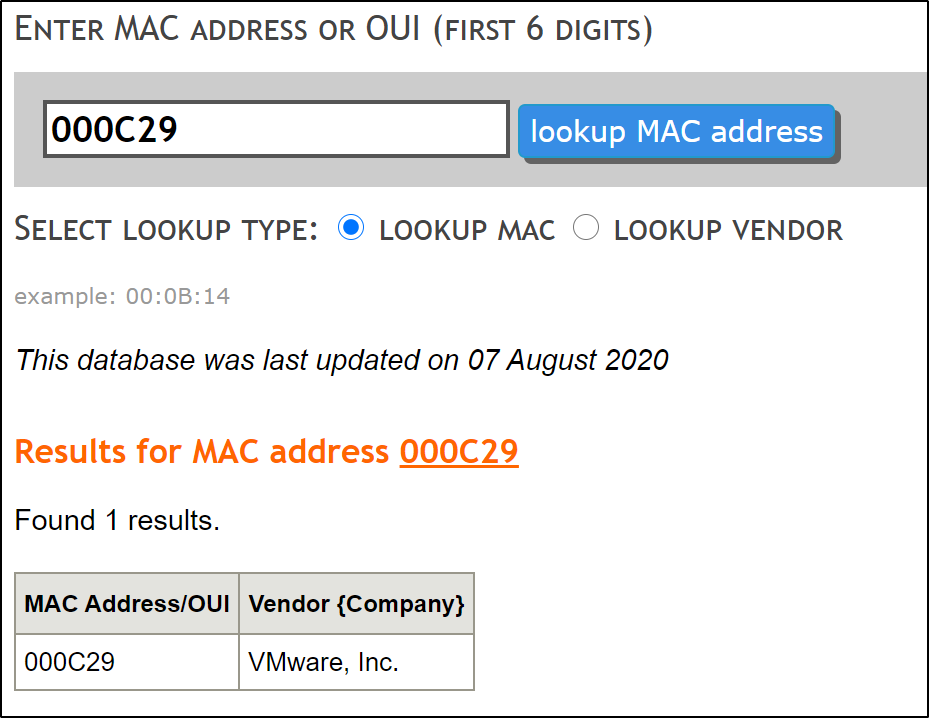 Enter MAC address or OUI (first 6 digits)
000C29 lookup MAC address
Select lookup type: lookup mac lookup vendor
example: 00:0B:14
This database was last updated on 07 August 2020
Results for MAC address 000C29
Found 1 results.
MAC Address/OUI Vendor {Company}
000C29 VMware, Inc.